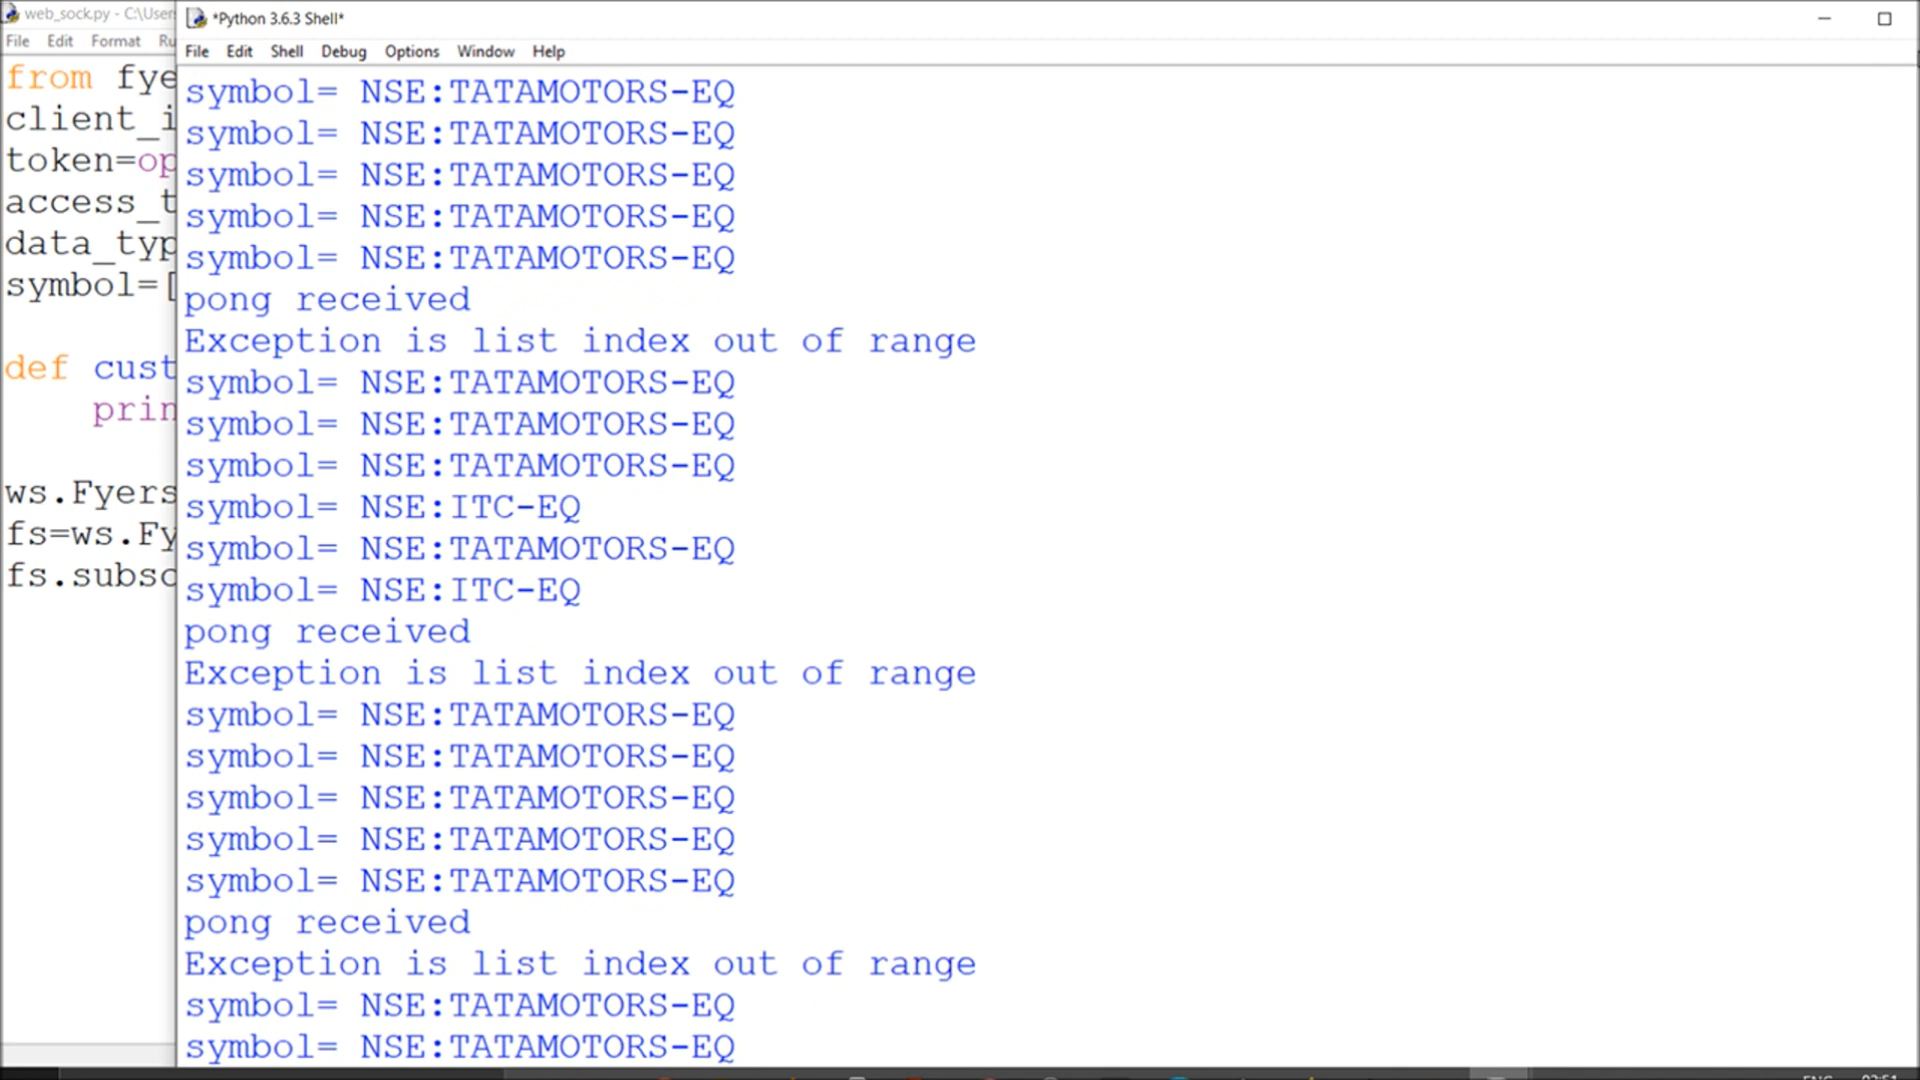 web_sock.py - C:\User
File Edit Format Ru
from fye
client_i
token=op
access_t
data_typ
symbol=[
def cust
prin
ws.Fyers
fs=ws.Fy
fs.subsc
*Python 3.6.3 Shell*
File Edit Shell Debug Options Window Help
symbol= NSE:TATAMOTORS-EQ
symbol= NSE:TATAMOTORS-EQ
symbol= NSE:TATAMOTORS-EQ
symbol= NSE:TATAMOTORS-EQ
symbol= NSE:TATAMOTORS-EQ
pong received
Exception is list index out of range
symbol= NSE:TATAMOTORS-EQ
symbol= NSE:TATAMOTORS-EQ
symbol= NSE:TATAMOTORS-EQ
symbol= NSE:ITC-EQ
symbol= NSE:TATAMOTORS-EQ
symbol= NSE:ITC-EQ
pong received
Exception is list index out of range
symbol= NSE:TATAMOTORS-EQ
symbol= NSE:TATAMOTORS-EQ
symbol= NSE:TATAMOTORS-EQ
symbol= NSE:TATAMOTORS-EQ
symbol= NSE:TATAMOTORS-EQ
pong received
Exception is list index out of range
symbol= NSE:TATAMOTORS-EQ
symbol= NSE:TATAMOTORS-EQ